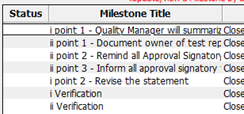 Status Milestone Title
i point 1 - Quality Manager will summariz Close
ii point 1 - Document owner of test rep Close
ii point 2 - Remind all Approval Signatory Close
ii point 3 - Inform all approval signatory Close
ii point 2 - Revise the statement Close
i Verification Close
ii Verification Close